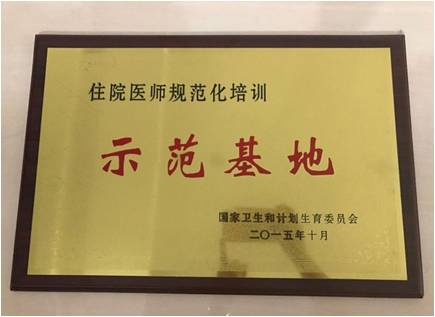 住院医师规范化培训
示范基地
国家卫生和计划生育委员会
二〇一五年十月